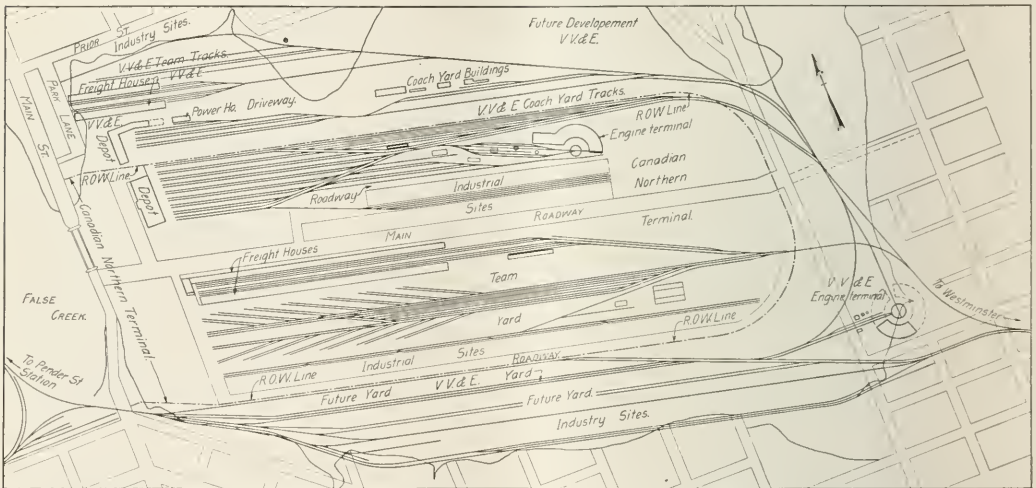 PRIOR ST.
Industry Sites.
Future Developement
V.V.&E.
V.V.&E Team Tracks.
PARK LANE
Freight House
V.V.&E
MAIN ST.
Coach Yard Buildings
Power Ho.
Driveway.
V.V.&E.
Depot
V.V.&E Coach Yard Tracks.
R.O.W. Line
Engine terminal
R.O.W. Line
Depot
Canadian
Northern
Terminal.
Roadway
Industrial
Sites
MAIN ROADWAY
Freight Houses
Canadian Northern Terminal.
Team
Yard
FALSE
CREEK.
V V & E
Engine terminal
To Westminster
R.O.W. Line
Industrial Sites
ROADWAY
To Pender St
Station
R.O.W. Line
Future Yard
V.V.&E. Yard
Future Yard.
Industry Sites.